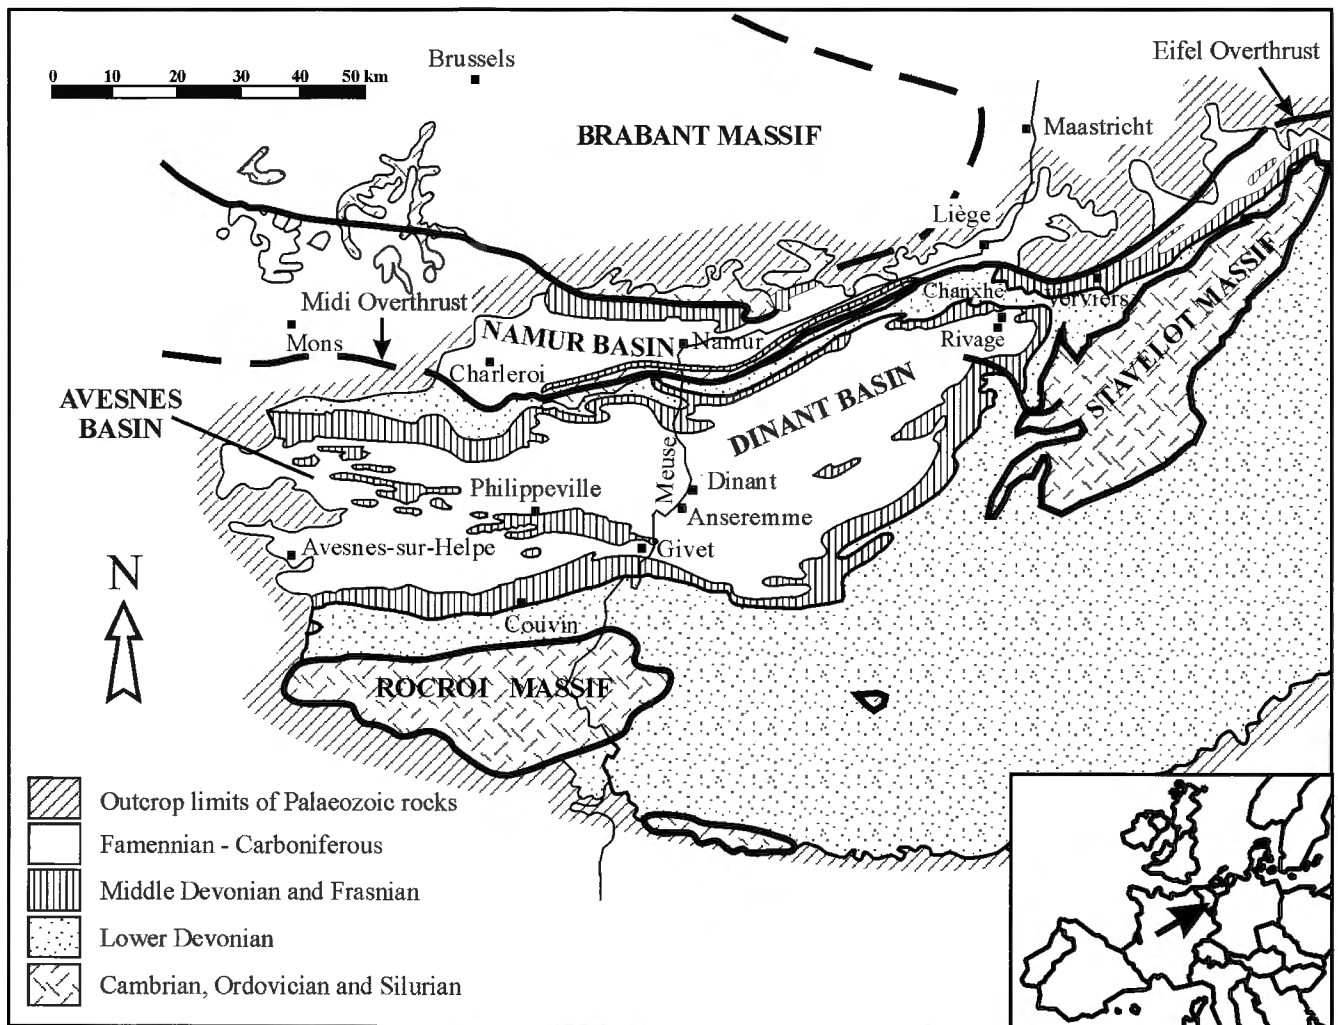 Eifel Overthrust
Brussels
0 10 20 30 40 50 km
BRABANT MASSIF
Maastricht
Liège
Midi Overthrust
Mons
NAMUR BASIN
Namur
Charleroi
Chanxhe
Verviers
Rivage
STAVELOT MASSIF
AVESNES
BASIN
DINANT BASIN
Meuse
Philippeville
Dinant
Anseremme
Avesnes-sur-Helpe
Givet
N
Couvin
ROCROI MASSIF
Outcrop limits of Palaeozoic rocks
Famennian - Carboniferous
Middle Devonian and Frasnian
Lower Devonian
Cambrian, Ordovician and Silurian